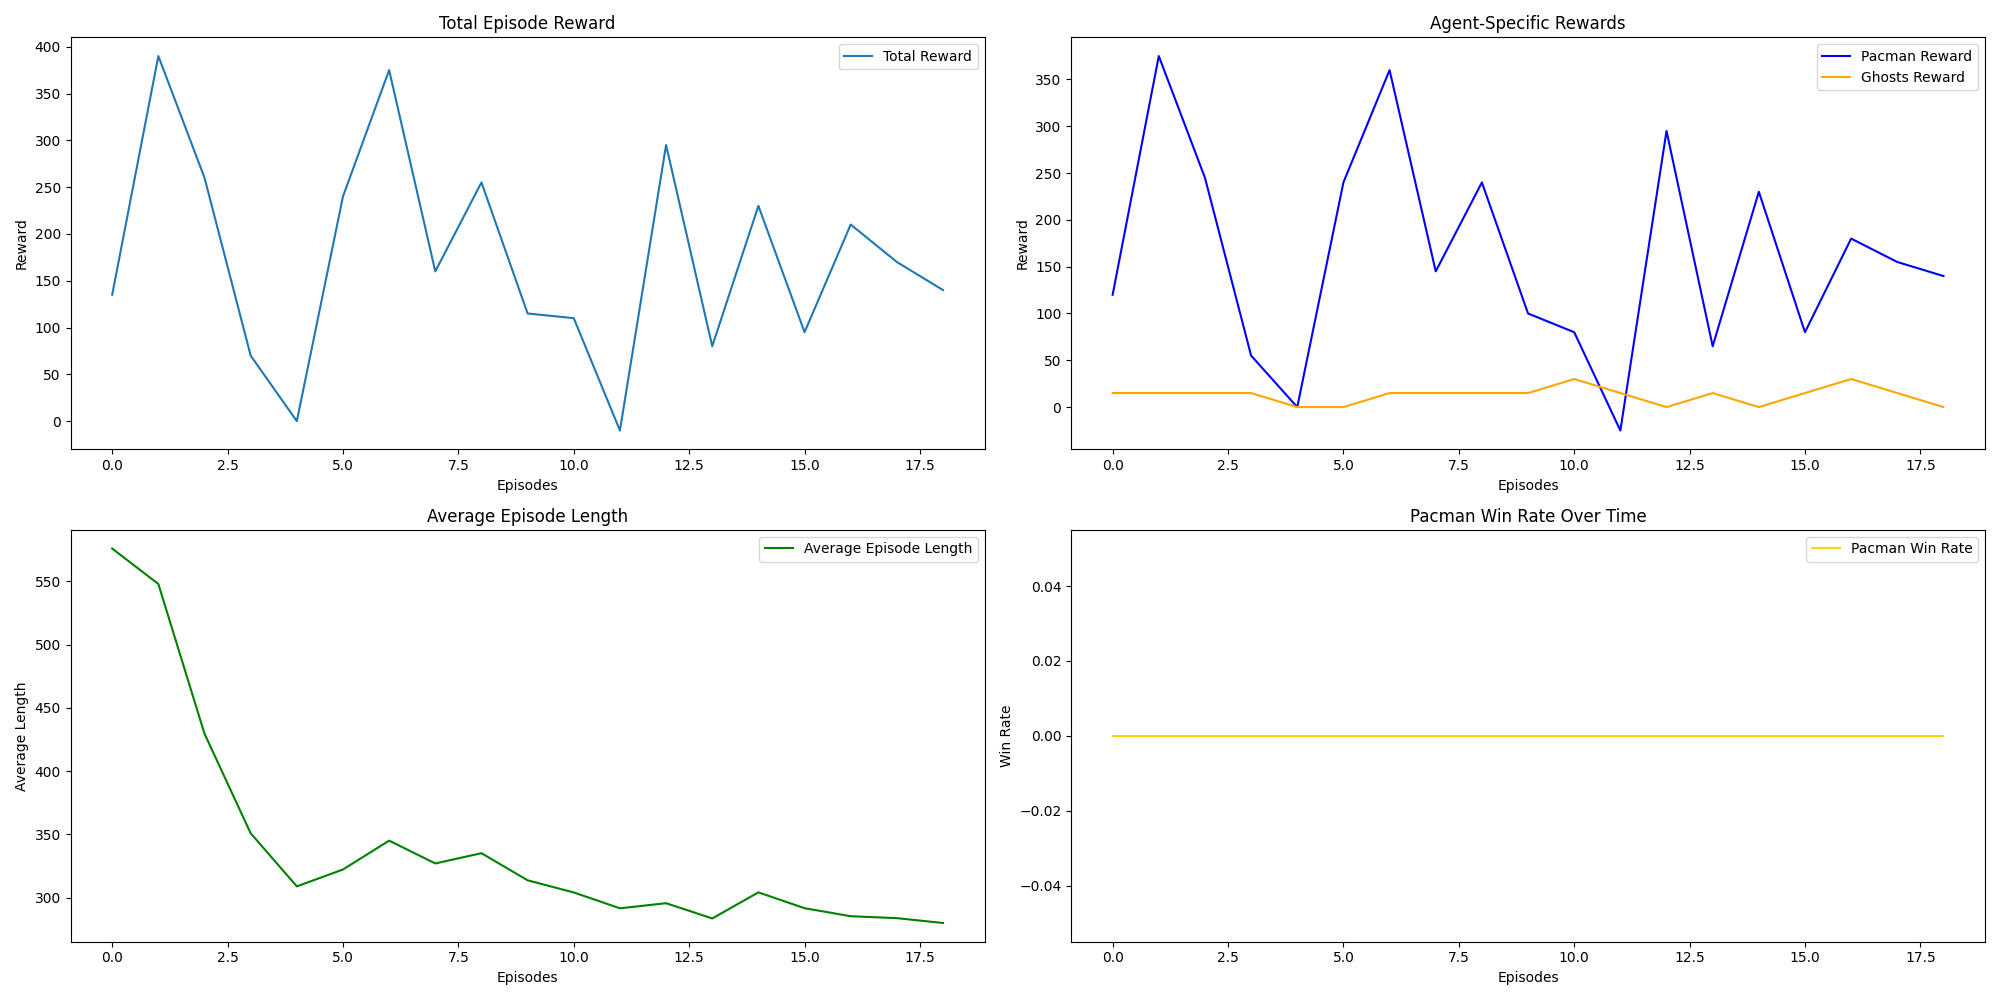 Total Episode Reward
Total Reward
Reward
400
350
300
250
200
150
100
50
0
0.0 2.5 5.0 7.5 10.0 12.5 15.0 17.5
Episodes
Agent-Specific Rewards
Pacman Reward
Ghosts Reward
Reward
350
300
250
200
150
100
50
0
0.0 2.5 5.0 7.5 10.0 12.5 15.0 17.5
Episodes
Average Episode Length
Average Episode Length
Average Length
550
500
450
400
350
300
0.0 2.5 5.0 7.5 10.0 12.5 15.0 17.5
Episodes
Pacman Win Rate Over Time
Pacman Win Rate
Win Rate
0.04
0.02
0.00
−0.02
−0.04
0.0 2.5 5.0 7.5 10.0 12.5 15.0 17.5
Episodes